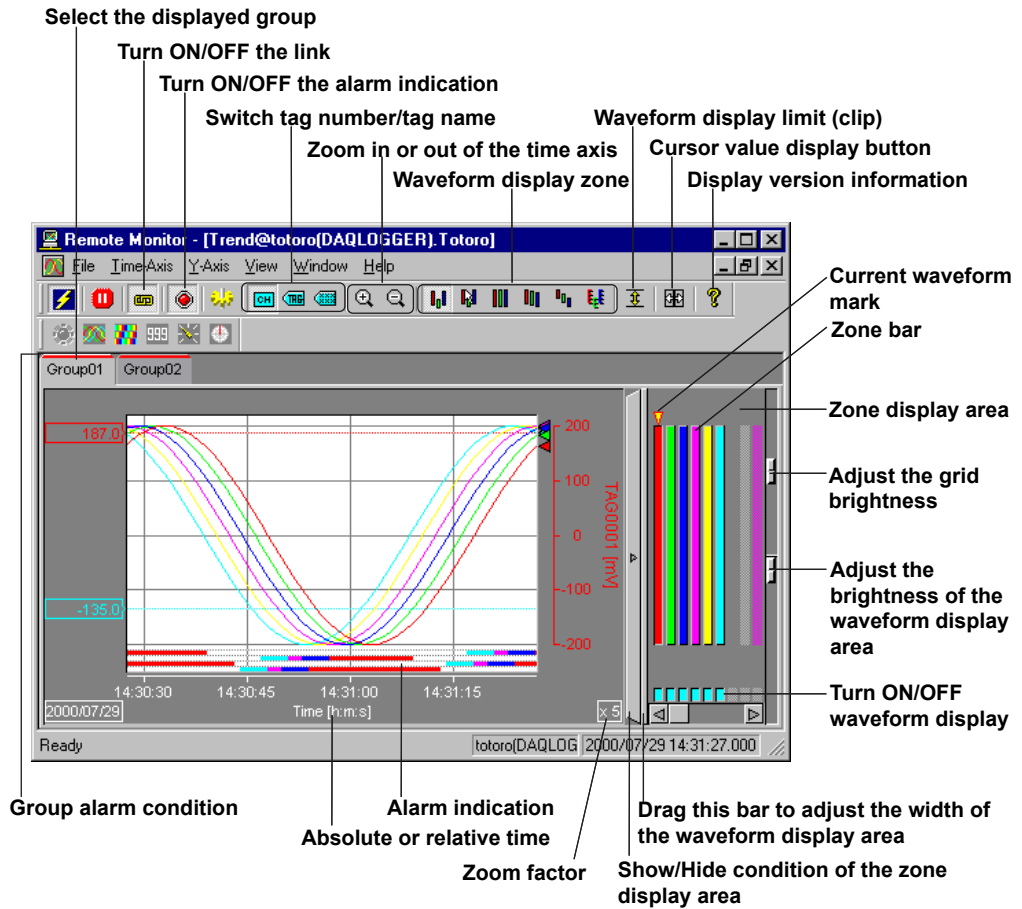 Select the displayed group
Turn ON/OFF the link
Turn ON/OFF the alarm indication
Switch tag number/tag name
Zoom in or out of the time axis
Waveform display zone
Waveform display limit (clip)
Cursor value display button
Display version information
Remote Monitor - [Trend@totoro(DAQLOGGER).Totoro]
File Time-Axis Y-Axis View Window Help
CH TAG
999
Group01 Group02
187.0
-135.0
200
100
0
-100
-200
TAG0001 [mV]
14:30:30 14:30:45 14:31:00 14:31:15
2000/07/29 Time [h:m:s] x 5
Ready totoro(DAQLOG 2000/07/29 14:31:27.000
Current waveform
mark
Zone bar
Zone display area
Adjust the grid
brightness
Adjust the
brightness of the
waveform display
area
Turn ON/OFF
waveform display
Group alarm condition
Alarm indication
Absolute or relative time
Zoom factor
Drag this bar to adjust the width of
the waveform display area
Show/Hide condition of the zone
display area